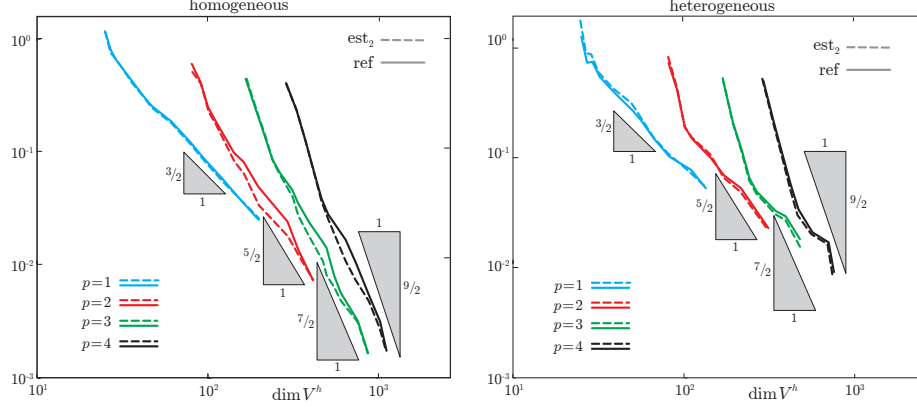 homogeneous
10⁰
10⁻¹
10⁻²
10⁻³
10¹
10²
10³
dim Vʰ
est₂
ref
3/2
1
5/2
1
7/2
1
1
9/2
p=1
p=2
p=3
p=4
heterogeneous
10⁰
10⁻¹
10⁻²
10⁻³
10¹
10²
10³
dim Vʰ
est₂
ref
3/2
1
5/2
1
7/2
1
1
9/2
p=1
p=2
p=3
p=4